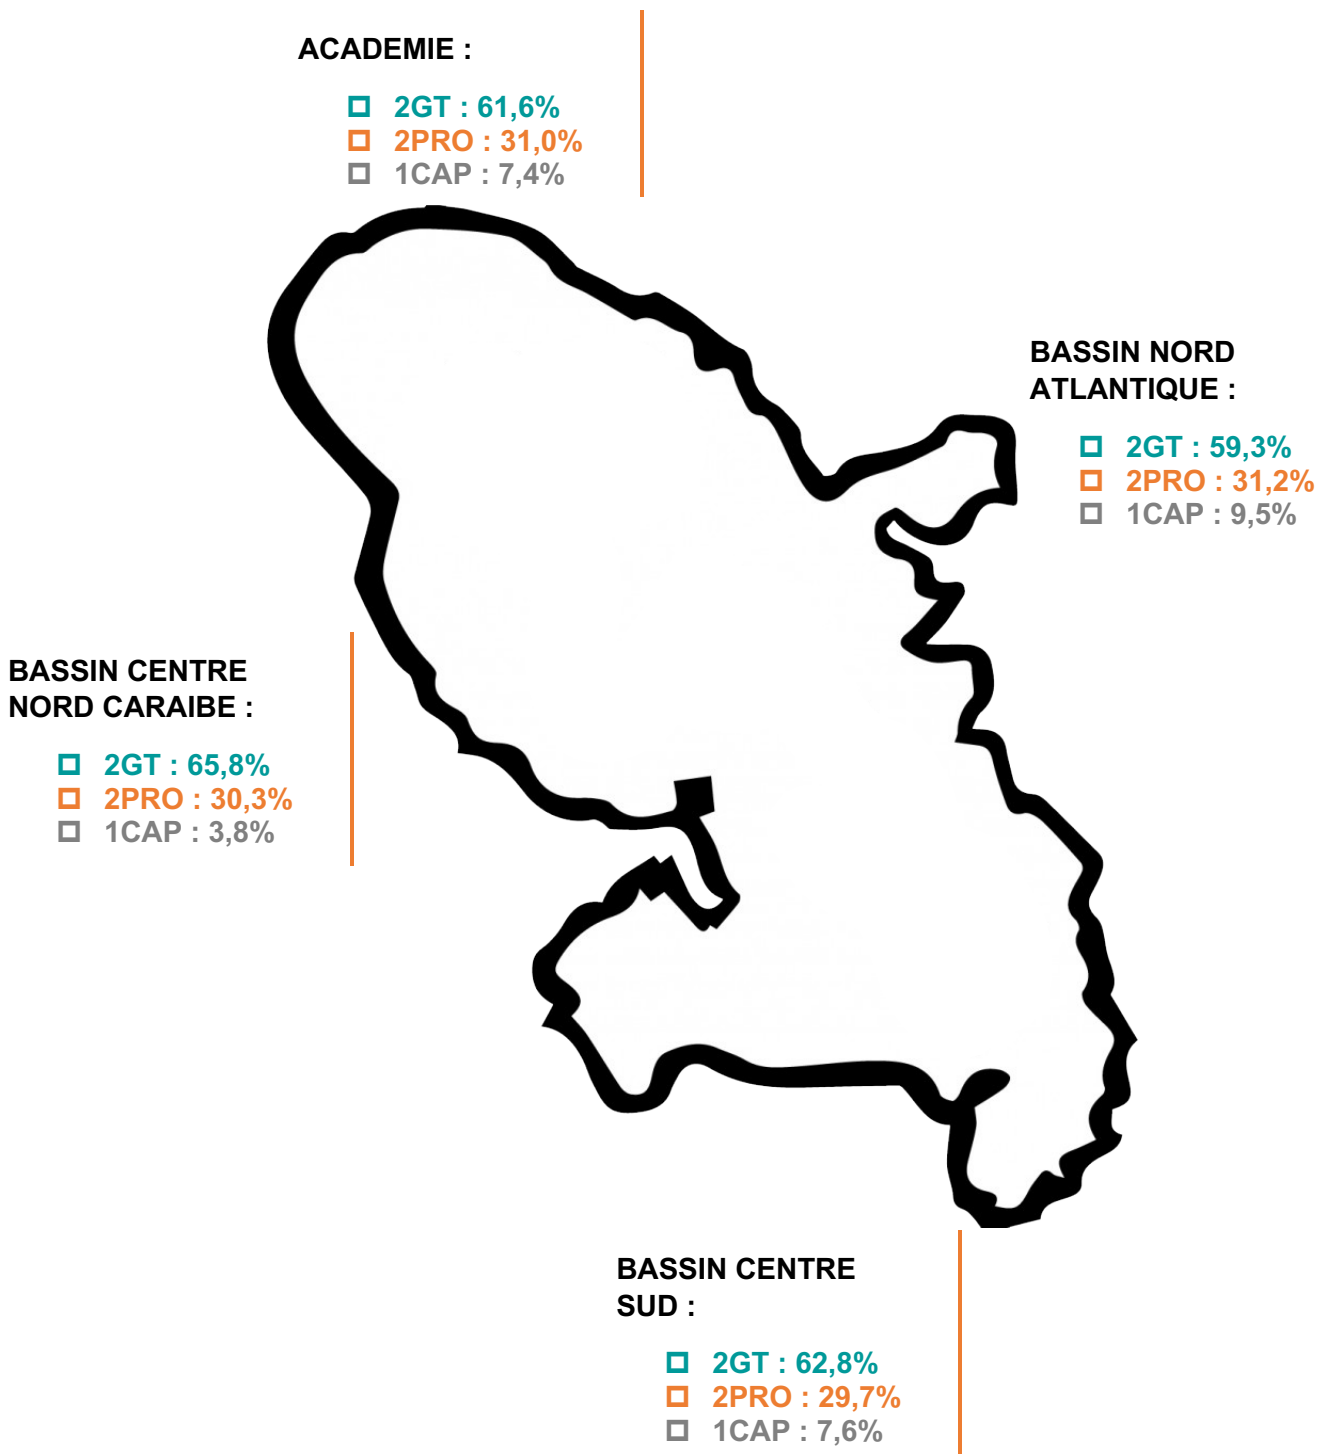 ACADEMIE :
2GT : 61,6%
2PRO : 31,0%
1CAP : 7,4%
BASSIN NORD
ATLANTIQUE :
2GT : 59,3%
2PRO : 31,2%
1CAP : 9,5%
BASSIN CENTRE
NORD CARAIBE :
2GT : 65,8%
2PRO : 30,3%
1CAP : 3,8%
BASSIN CENTRE
SUD :
2GT : 62,8%
2PRO : 29,7%
1CAP : 7,6%